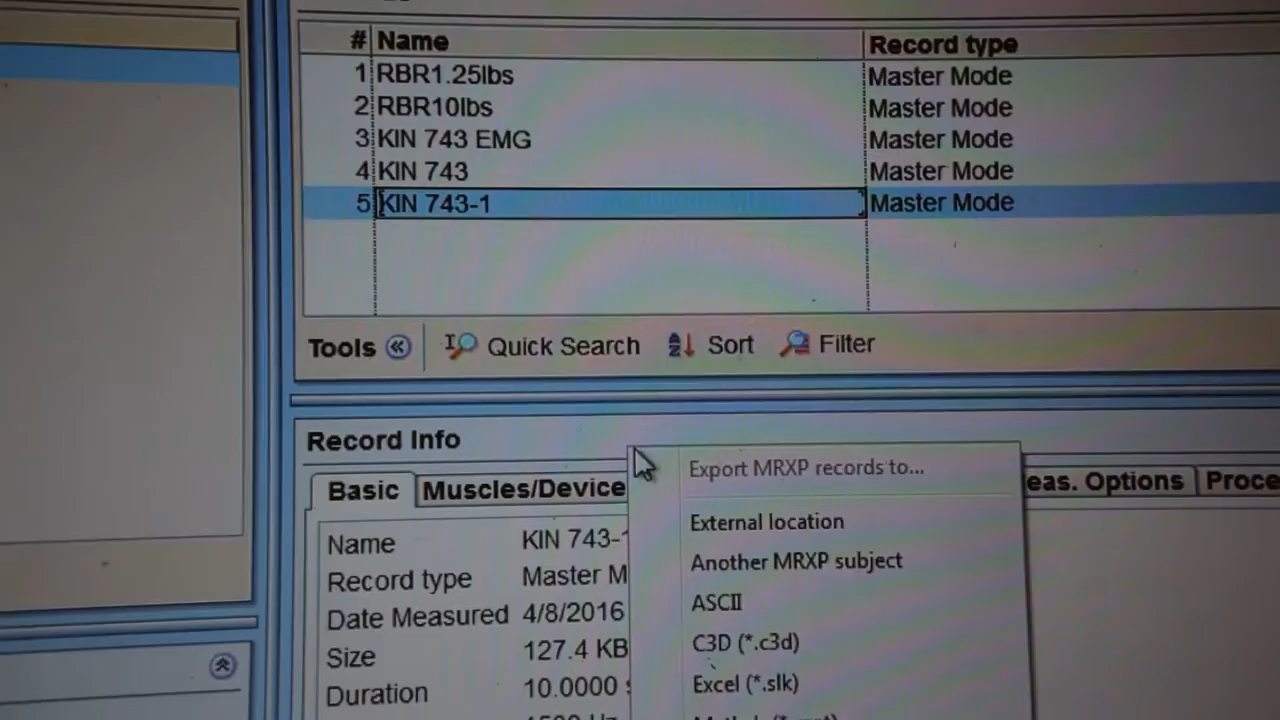 # Name Record type
1 RBR1.25lbs Master Mode
2 RBR10lbs Master Mode
3 KIN 743 EMG Master Mode
4 KIN 743 Master Mode
5 KIN 743-1 Master Mode
Tools Quick Search Sort Filter
Record Info
Export MRXP records to...
Basic Muscles/Device eas. Options Proce
External location
Name KIN 743-1
Another MRXP subject
Record type Master M
ASCII
Date Measured 4/8/2016
C3D (*.c3d)
Size 127.4 KB
Excel (*.slk)
Duration 10.0000 s